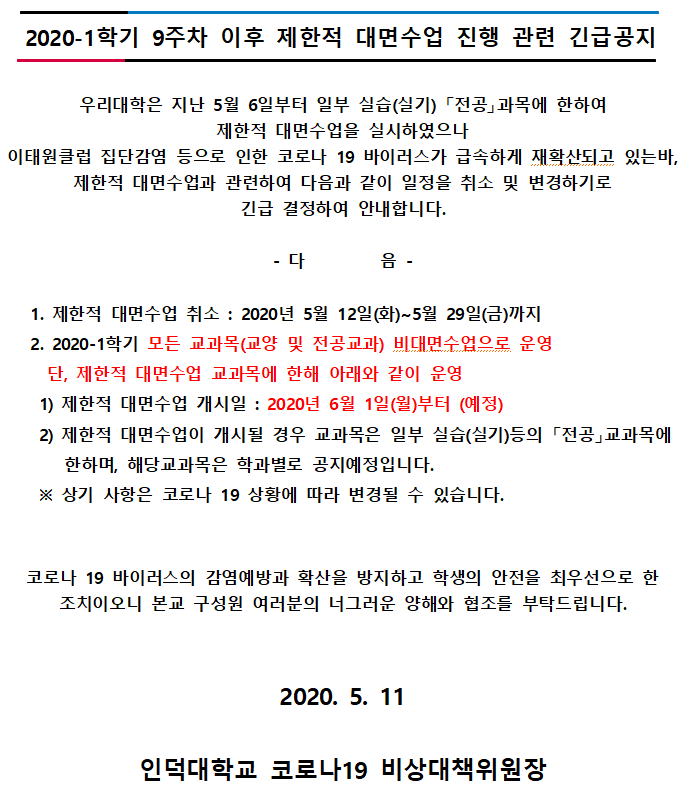 2020-1학기 9주차 이후 제한적 대면수업 진행 관련 긴급공지
우리대학은 지난 5월 6일부터 일부 실습(실기) 「전공」과목에 한하여
제한적 대면수업을 실시하였으나
이태원클럽 집단감염 등으로 인한 코로나 19 바이러스가 급속하게 재확산되고 있는바,
제한적 대면수업과 관련하여 다음과 같이 일정을 취소 및 변경하기로
긴급 결정하여 안내합니다.
- 다 음 -
1. 제한적 대면수업 취소 : 2020년 5월 12일(화)~5월 29일(금)까지
2. 2020-1학기 모든 교과목(교양 및 전공교과) 비대면수업으로 운영
단, 제한적 대면수업 교과목에 한해 아래와 같이 운영
1) 제한적 대면수업 개시일 : 2020년 6월 1일(월)부터 (예정)
2) 제한적 대면수업이 개시될 경우 교과목은 일부 실습(실기)등의 「전공」교과목에
한하며, 해당교과목은 학과별로 공지예정입니다.
※ 상기 사항은 코로나 19 상황에 따라 변경될 수 있습니다.
코로나 19 바이러스의 감염예방과 확산을 방지하고 학생의 안전을 최우선으로 한
조치이오니 본교 구성원 여러분의 너그러운 양해와 협조를 부탁드립니다.
2020. 5. 11
인덕대학교 코로나19 비상대책위원장